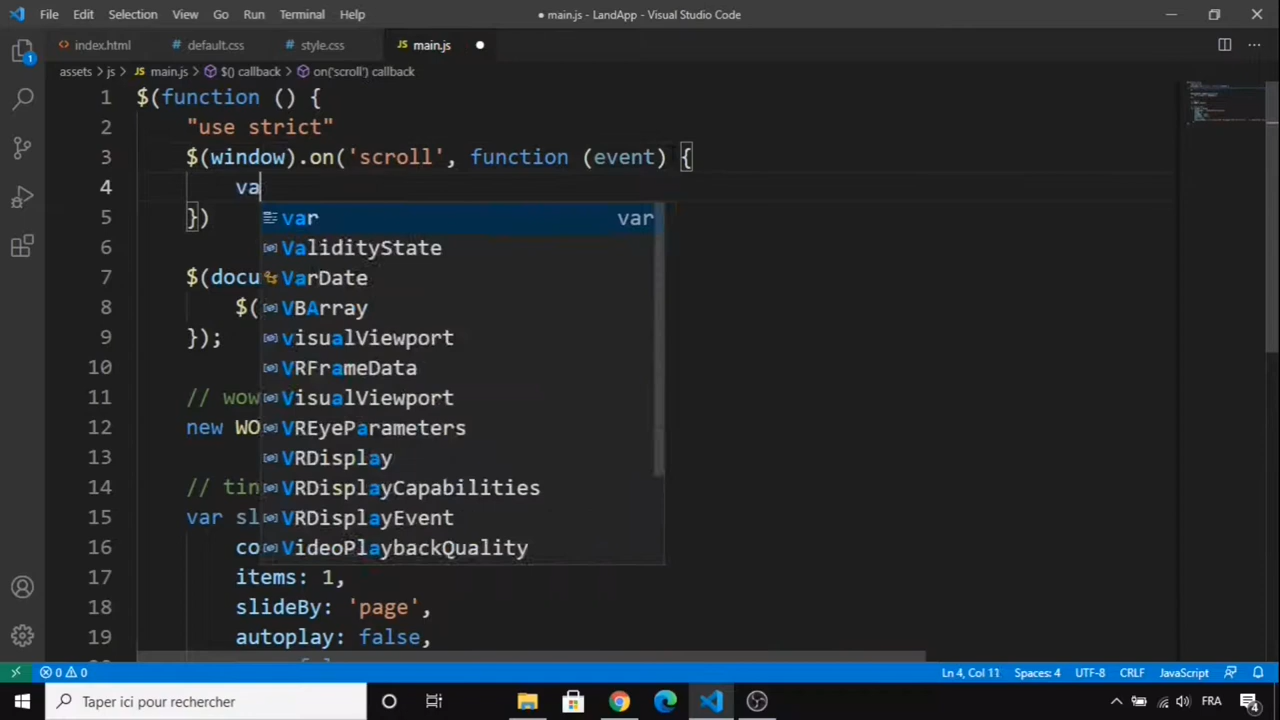 File Edit Selection View Go Run Terminal Help ● main.js - LandApp - Visual Studio Code
index.html # default.css # style.css JS main.js ●
assets > js > JS main.js > $() callback > on('scroll') callback
1 $(function () {
2 "use strict"
3 $(window).on('scroll', function (event) {
4 va
var var
5 })
6 ValidityState
7 $(docu VarDate
8 $( VBArray
9 }); visualViewport
10 VRFrameData
11 // wow VisualViewport
12 new WO VREyeParameters
13 VRDisplay
14 // tin VRDisplayCapabilities
15 var sl VRDisplayEvent
16 co VideoPlaybackQuality
17 items: 1,
18 slideBy: 'page',
19 autoplay: false,
0 0 Ln 4, Col 11 Spaces: 4 UTF-8 CRLF JavaScript
Taper ici pour rechercher FRA 4
1